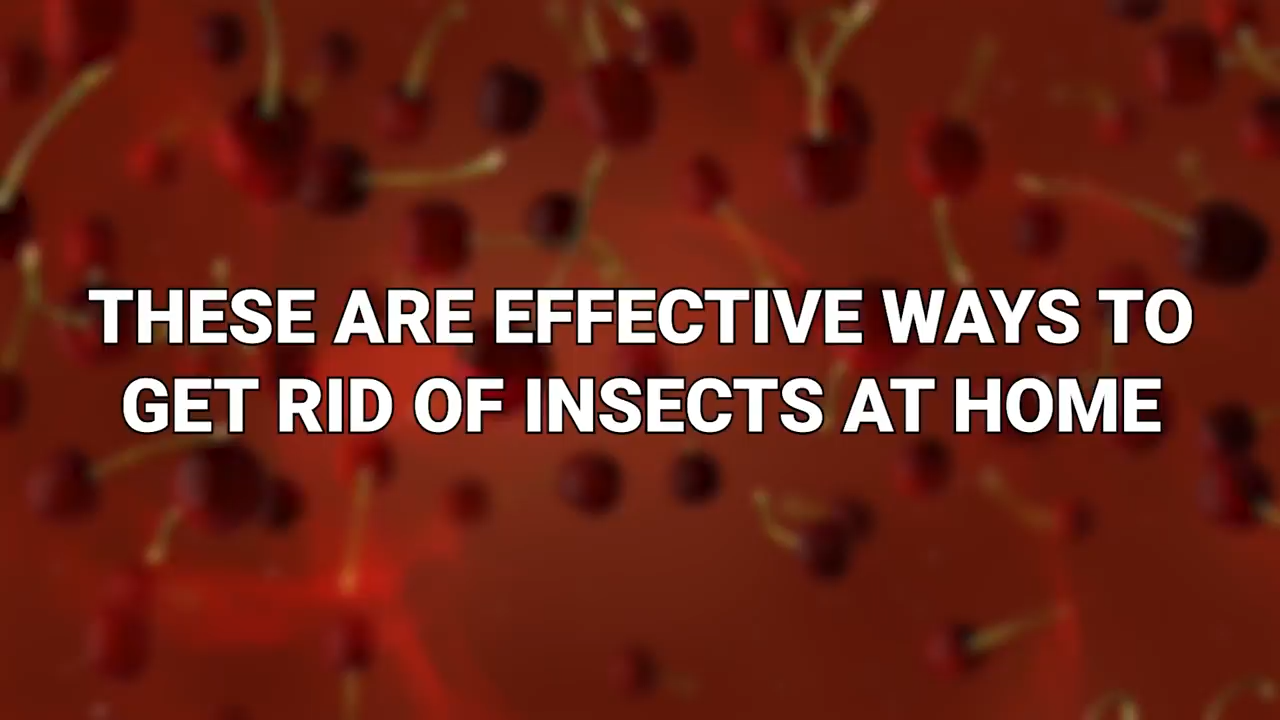 THESE ARE EFFECTIVE WAYS TO
GET RID OF INSECTS AT HOME